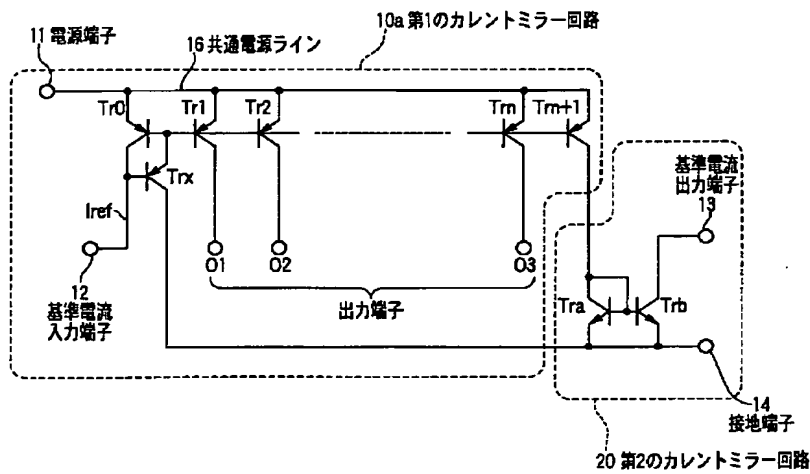 10a 第1のカレントミラー回路
11 電源端子
16 共通電源ライン
Tr0
Tr1
Tr2
Trn
Trn+1
Trx
Iref
12
基準電流
入力端子
O1
O2
O3
出力端子
基準電流
出力端子
13
Tra
Trb
14
接地端子
20 第2のカレントミラー回路